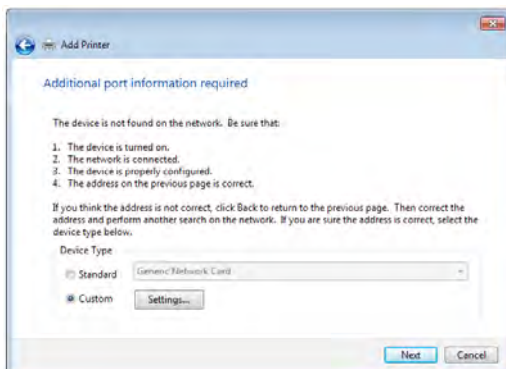 Add Printer
Additional port information required
The device is not found on the network. Be sure that:
1. The device is turned on.
2. The network is connected.
3. The device is properly configured.
4. The address on the previous page is correct.
If you think the address is not correct, click Back to return to the previous page. Then correct the
address and perform another search on the network. If you are sure the address is correct, select the
device type below.
Device Type
Standard Generic Network Card
Custom Settings...
Next Cancel